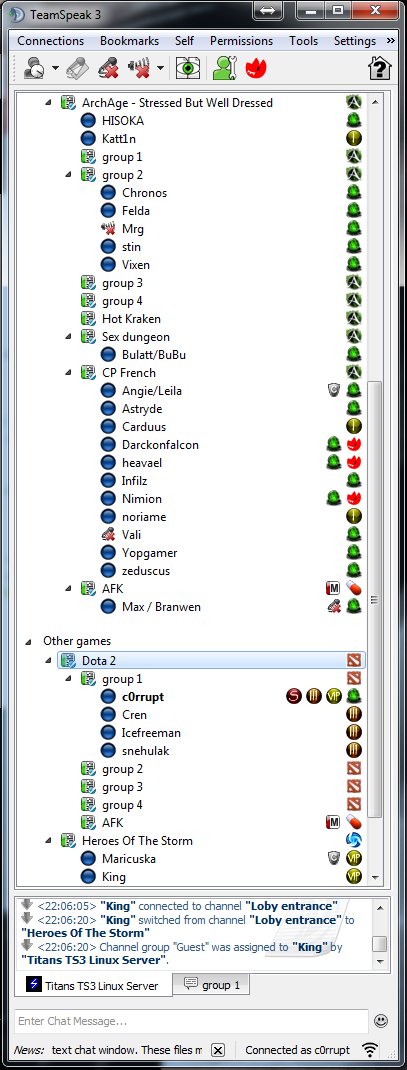 TeamSpeak 3
Connections Bookmarks Self Permissions Tools Settings »
ArchAge - Stressed But Well Dressed
HISOKA
Katt1n
group 1
group 2
Chronos
Felda
Mrg
stin
Vixen
group 3
group 4
Hot Kraken
Sex dungeon
Bulatt/BuBu
CP French
Angie/Leila
Astryde
Carduus
Darckonfalcon
heavael
Infilz
Nimion
noriame
Vali
Yopgamer
zeduscus
AFK M
Max / Branwen
Other games
Dota 2
group 1
c0rrupt S III VIP
Cren III
Icefreeman III
snehulak III
group 2
group 3
group 4
AFK M
Heroes Of The Storm
Maricuska C VIP
King VIP
<22:06:05> "King" connected to channel "Loby entrance"
<22:06:20> "King" switched from channel "Loby entrance" to
"Heroes Of The Storm"
<22:06:20> Channel group "Guest" was assigned to "King" by
"Titans TS3 Linux Server".
Titans TS3 Linux Server group 1
Enter Chat Message...
News: text chat window. These files m Connected as c0rrupt